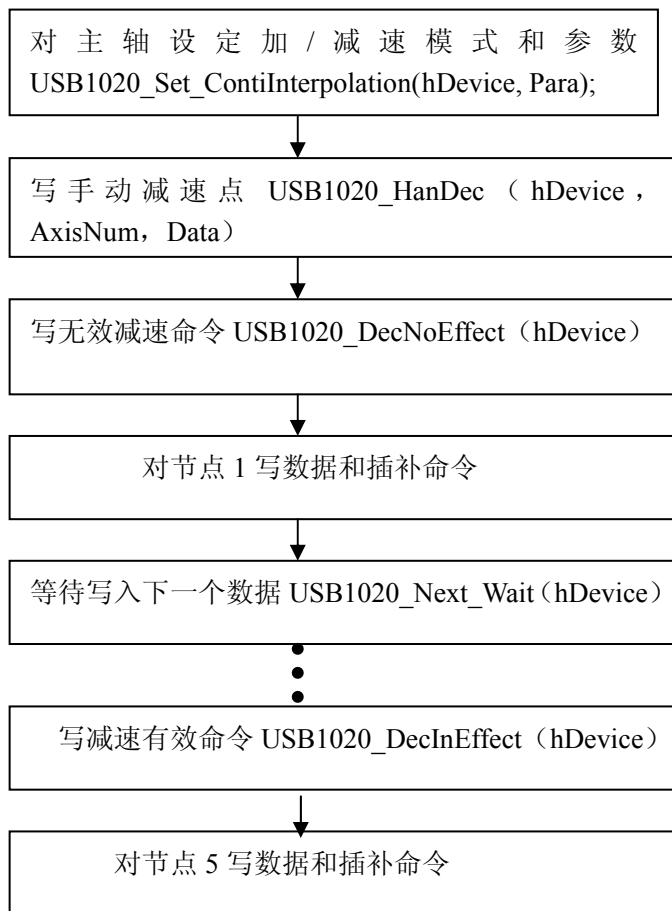 对主轴设定加/减速模式和参数
USB1020_Set_ContiInterpolation(hDevice, Para);
写手动减速点 USB1020_HanDec（hDevice，
AxisNum，Data）
写无效减速命令 USB1020_DecNoEffect（hDevice）
对节点 1 写数据和插补命令
等待写入下一个数据 USB1020_Next_Wait（hDevice）
写减速有效命令 USB1020_DecInEffect（hDevice）
对节点 5 写数据和插补命令